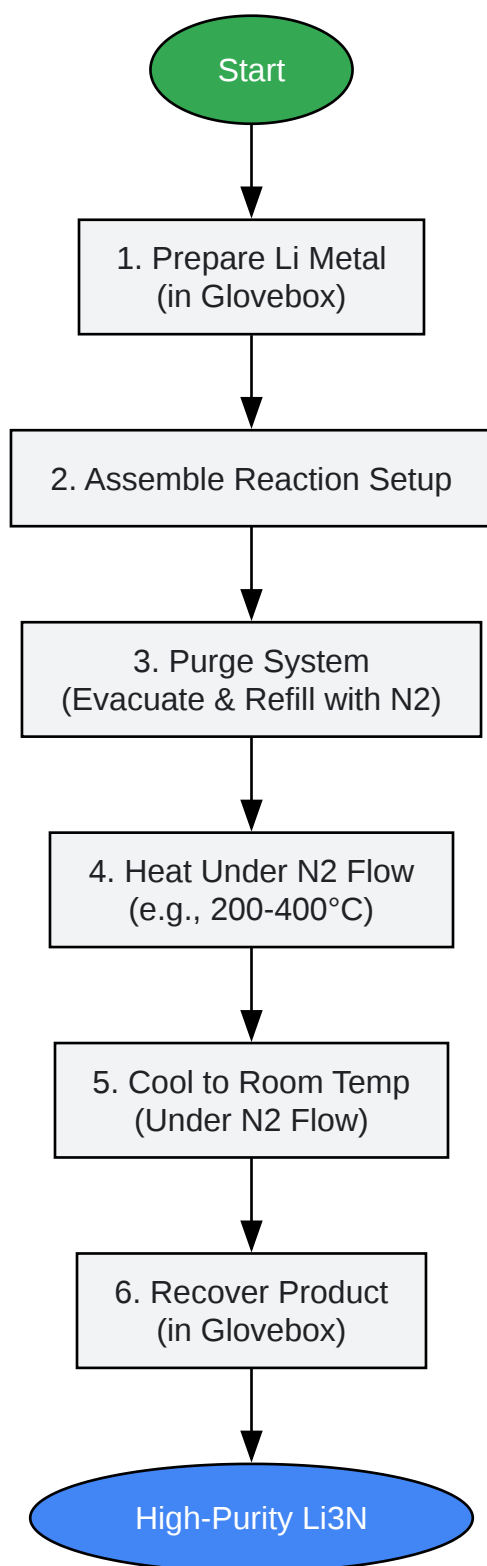 Start
1. Prepare Li Metal
(in Glovebox)
2. Assemble Reaction Setup
3. Purge System
(Evacuate & Refill with N2)
4. Heat Under N2 Flow
(e.g., 200-400°C)
5. Cool to Room Temp
(Under N2 Flow)
6. Recover Product
(in Glovebox)
High-Purity Li3N